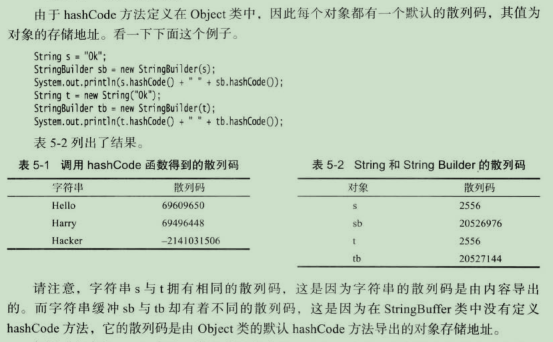 由于 hashCode 方法定义在 Object 类中，因此每个对象都有一个默认的散列码，其值为
对象的存储地址。看一下下面这个例子。
String s = "Ok";
StringBuilder sb = new StringBuilder(s);
System.out.println(s.hashCode() + " " + sb.hashCode());
String t = new String("Ok");
StringBuilder tb = new StringBuilder(t);
System.out.println(t.hashCode() + " " + tb.hashCode());
表 5-2 列出了结果。
表 5-1 调用 hashCode 函数得到的散列码
字符串 散列码
Hello 69609650
Harry 69496448
Hacker –2141031506
表 5-2 String 和 String Builder 的散列码
对象 散列码
s 2556
sb 20526976
t 2556
tb 20527144
请注意，字符串 s 与 t 拥有相同的散列码，这是因为字符串的散列码是由内容导出
的。而字符串缓冲 sb 与 tb 却有着不同的散列码，这是因为在 StringBuffer 类中没有定义
hashCode 方法，它的散列码是由 Object 类的默认 hashCode 方法导出的对象存储地址。